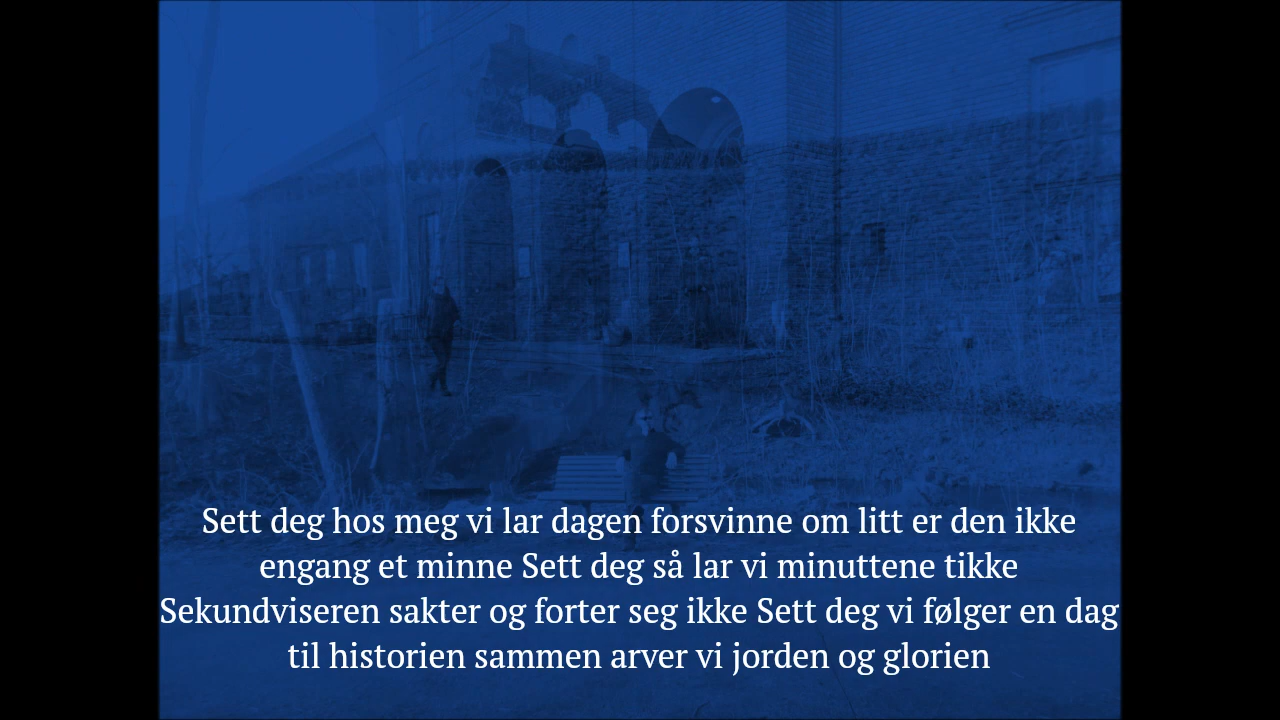 Sett deg hos meg vi lar dagen forsvinne om litt er den ikke
engang et minne Sett deg så lar vi minuttene tikke
Sekundviseren sakter og forter seg ikke Sett deg vi følger en dag
til historien sammen arver vi jorden og glorien